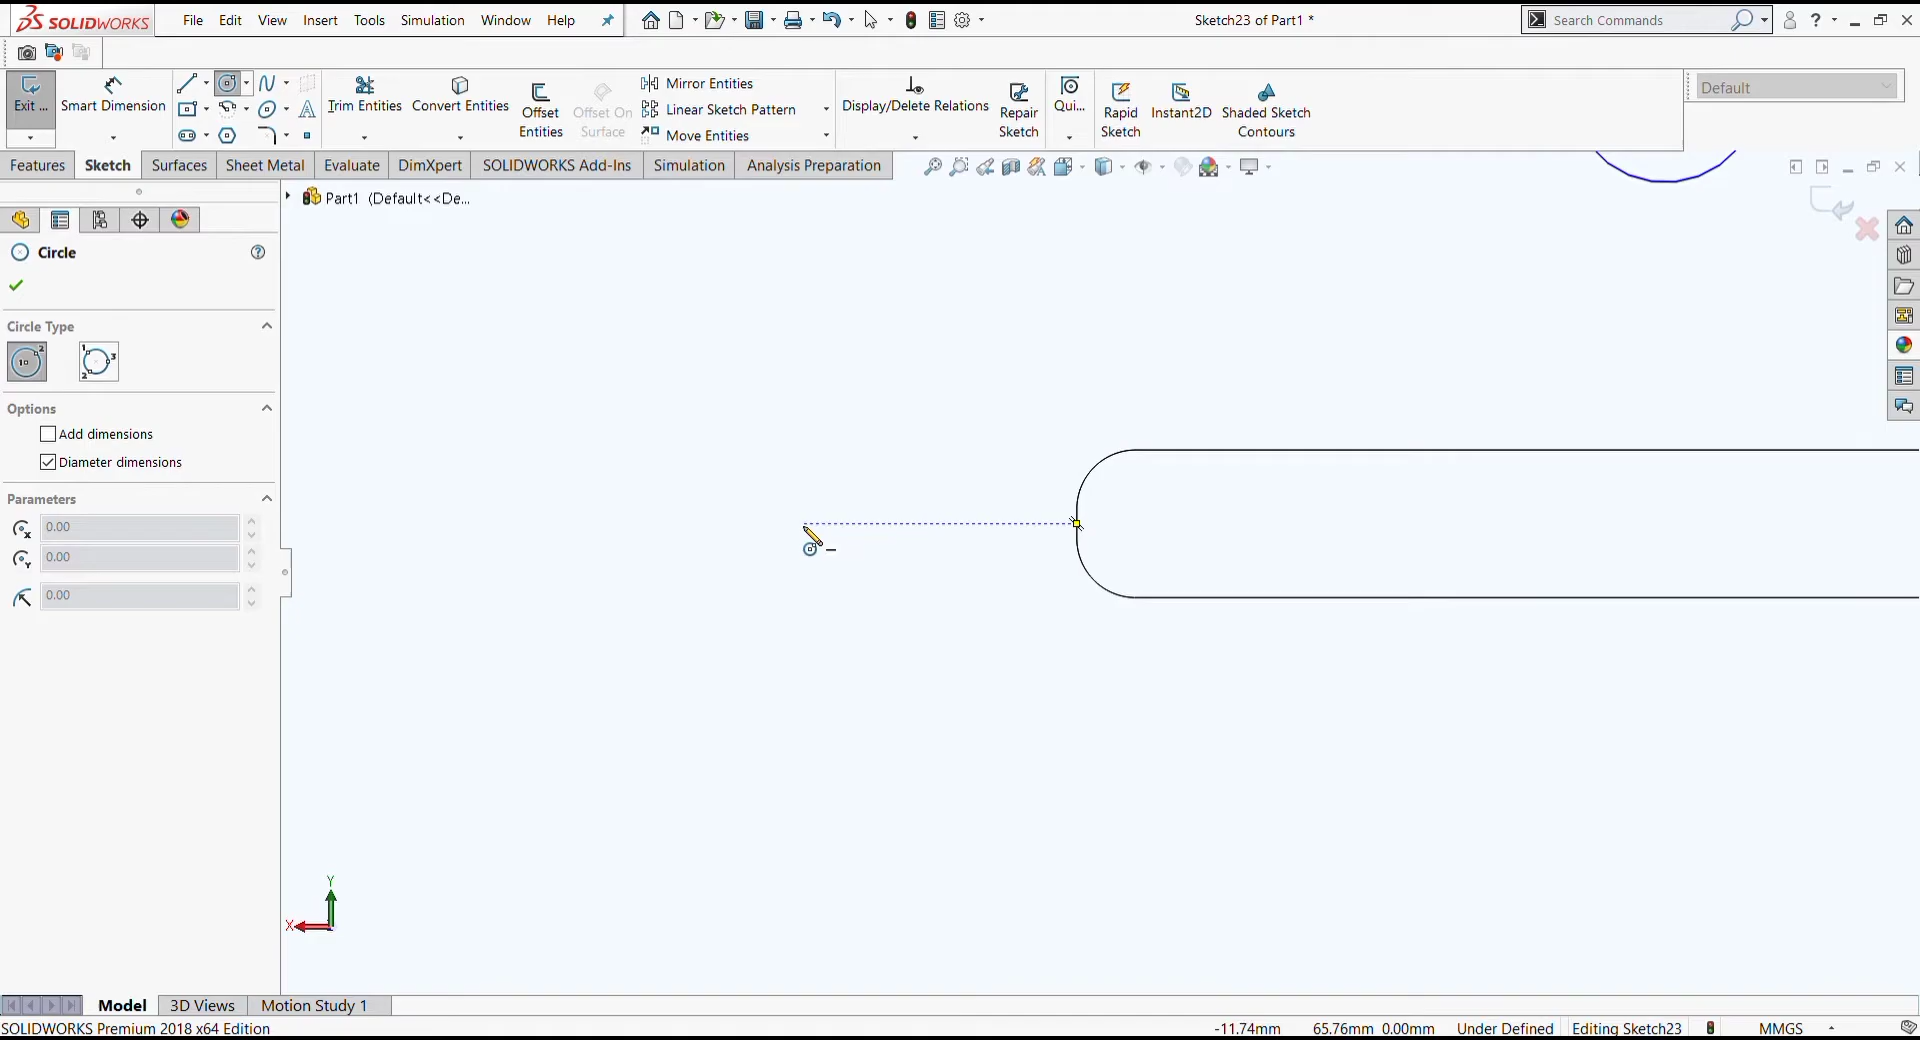 SOLIDWORKS File Edit View Insert Tools Simulation Window Help Sketch23 of Part1 * Search Commands ?
Exit ... Smart Dimension Trim Entities Convert Entities Offset Entities Offset On Surface Mirror Entities Linear Sketch Pattern Move Entities Display/Delete Relations Repair Sketch Qui... Rapid Sketch Instant2D Shaded Sketch Contours Default
Features Sketch Surfaces Sheet Metal Evaluate DimXpert SOLIDWORKS Add-Ins Simulation Analysis Preparation
Part1 (Default<<De...
Circle ?
Circle Type
Options
Add dimensions
Diameter dimensions
Parameters
0.00
0.00
0.00
Y
X
Model 3D Views Motion Study 1
SOLIDWORKS Premium 2018 x64 Edition -11.74mm 65.76mm 0.00mm Under Defined Editing Sketch23 MMGS